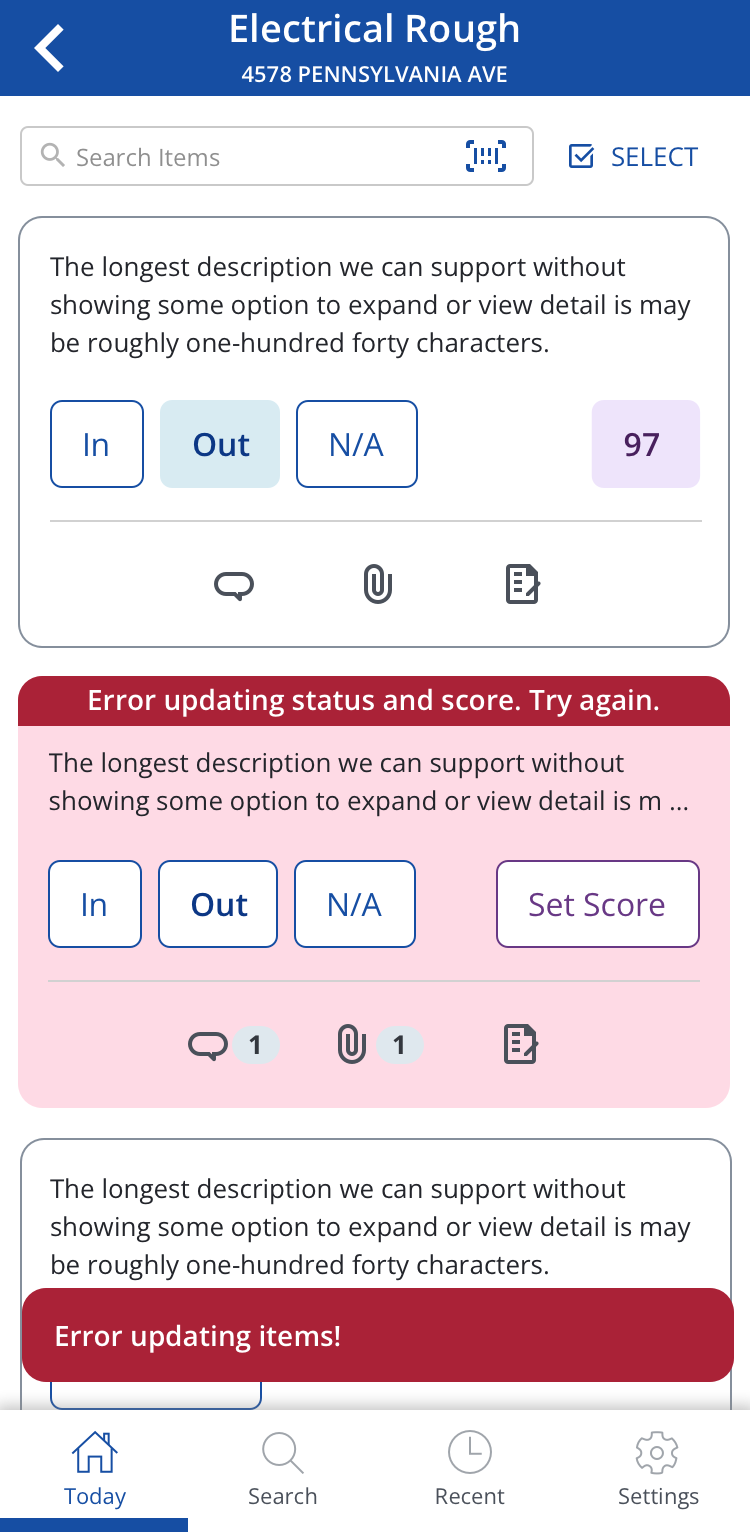 Electrical Rough
4578 PENNSYLVANIA AVE
Search Items
SELECT
The longest description we can support without
showing some option to expand or view detail is may
be roughly one-hundred forty characters.
In Out N/A 97
Error updating status and score. Try again.
The longest description we can support without
showing some option to expand or view detail is m ...
In Out N/A Set Score
1 1
The longest description we can support without
showing some option to expand or view detail is may
be roughly one-hundred forty characters.
Error updating items!
Today Search Recent Settings